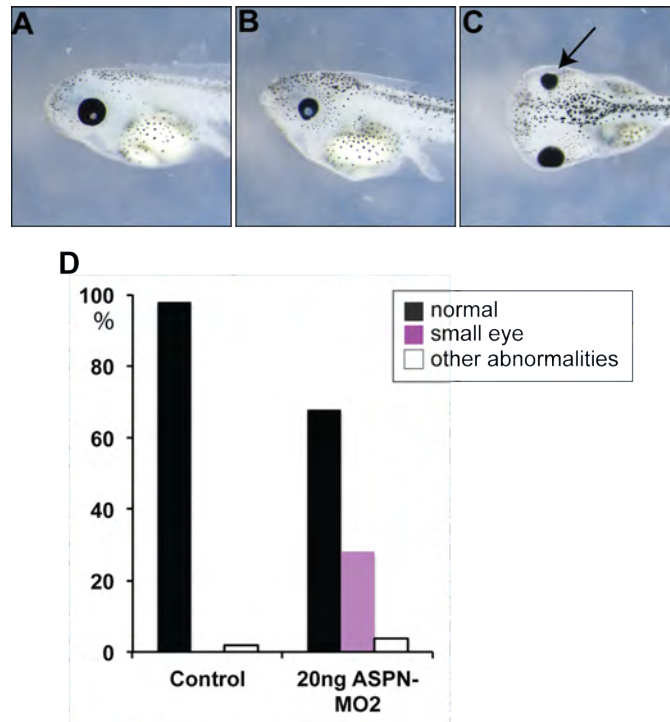 A
B
C
D
100
%
80
60
40
20
0
normal
small eye
other abnormalities
Control
20ng ASPN-
MO2